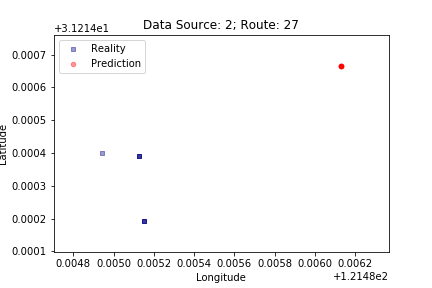 Data Source: 2; Route: 27
+3.1214e1
Reality
Prediction
0.0007
0.0006
0.0005
0.0004
0.0003
0.0002
0.0001
Latitude
0.0048 0.0050 0.0052 0.0054 0.0056 0.0058 0.0060 0.0062
Longitude
+1.2148e2